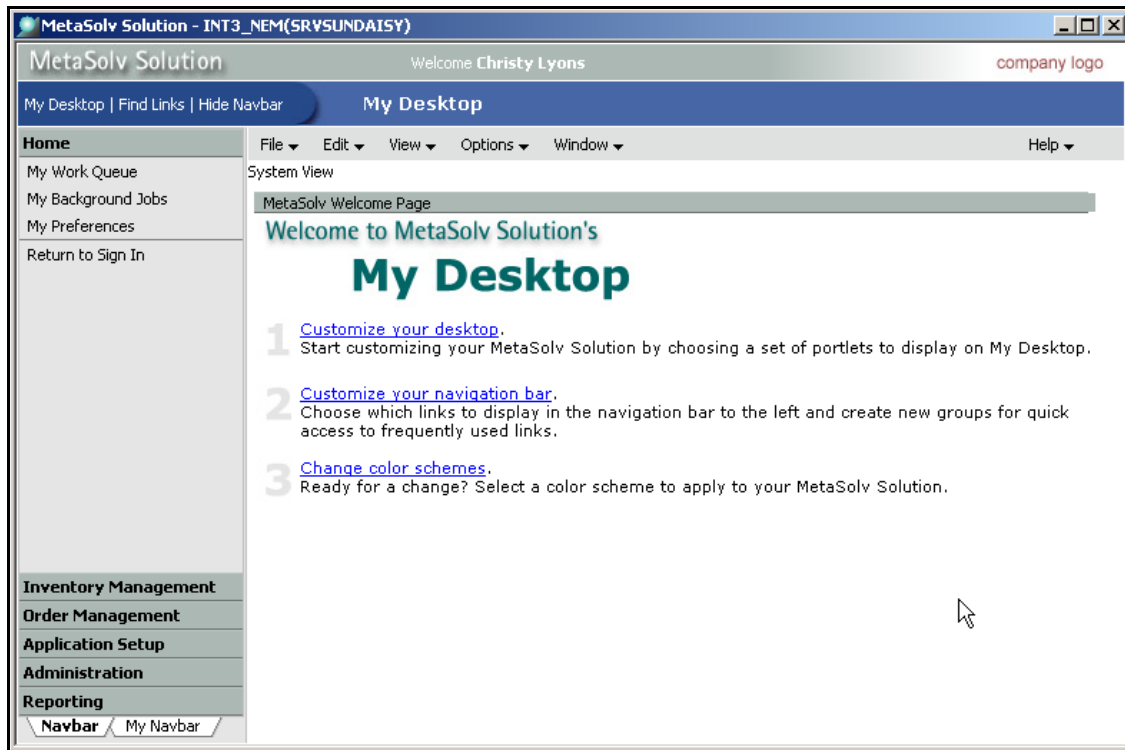 MetaSolv Solution - INT3_NEM(SRVSUNDAISY)
MetaSolv Solution Welcome Christy Lyons company logo
My Desktop | Find Links | Hide Navbar My Desktop
Home File Edit View Options Window Help
My Work Queue
System View
My Background Jobs
MetaSolv Welcome Page
My Preferences
Welcome to MetaSolv Solution's
Return to Sign In
My Desktop
1 Customize your desktop.
Start customizing your MetaSolv Solution by choosing a set of portlets to display on My Desktop.
2 Customize your navigation bar.
Choose which links to display in the navigation bar to the left and create new groups for quick
access to frequently used links.
3 Change color schemes.
Ready for a change? Select a color scheme to apply to your MetaSolv Solution.
Inventory Management
Order Management
Application Setup
Administration
Reporting
Navbar My Navbar